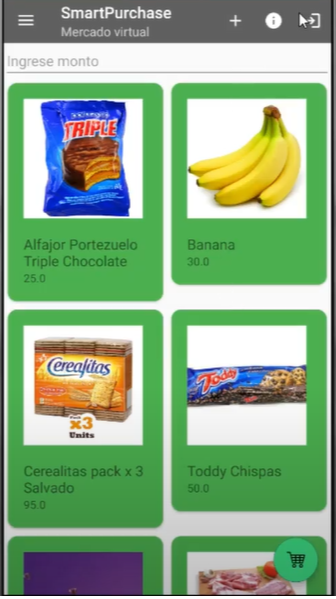 SmartPurchase
Mercado virtual
Ingrese monto
TRIPLE
Alfajor Portezuelo
Triple Chocolate
25.0
Banana
30.0
Cerealitas
x3
Units
Toddy
Cerealitas pack x 3
Salvado
95.0
Toddy Chispas
50.0